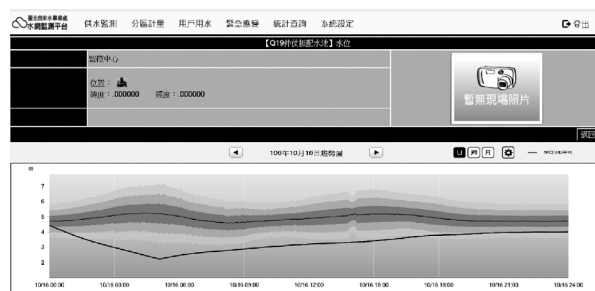 臺北自來水事業處
水網監測平台
供水監測 分區計量 用戶用水 緊急應變 統計查詢 系統設定
登出
【Q19仲伎板配水池】水位
監控中心
位置：
緯度：.000000 經度：.000000
暫無現場照片
返回
106年10月16日趨勢圖
日 週 月
7
6
5
4
3
2
10/16 00:00 10/16 03:00 10/16 06:00 10/16 09:00 10/16 12:00 10/16 15:00 10/16 18:00 10/16 21:00 10/16 24:00